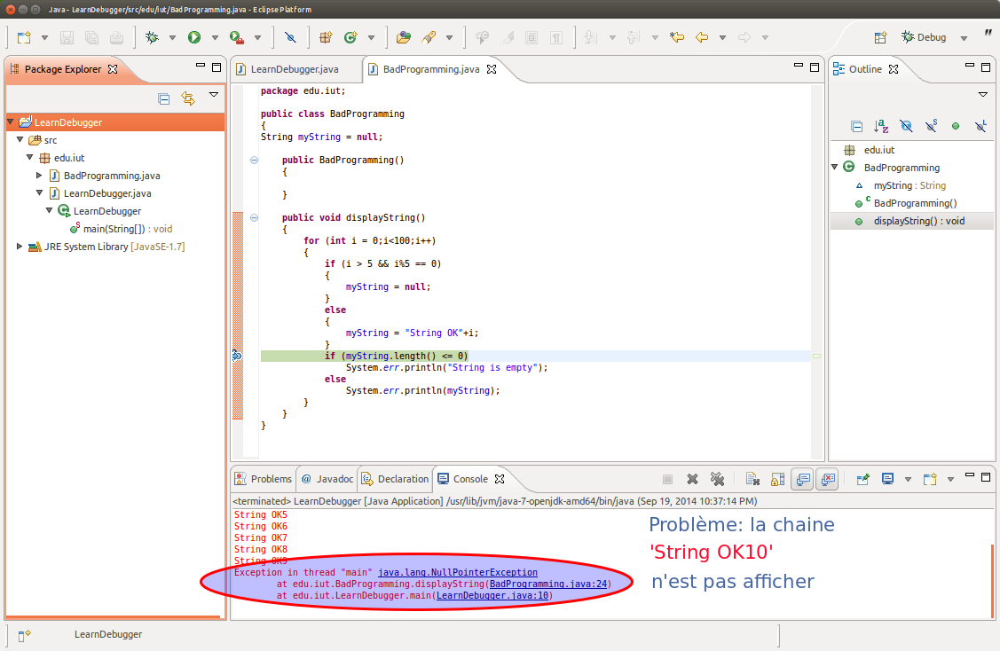 Java - LearnDebugger/src/edu/iut/BadProgramming.java - Eclipse Platform
Debug
"
Package Explorer
LearnDebugger
src
edu.iut
BadProgramming.java
LearnDebugger.java
LearnDebugger
main(String[]) : void
JRE System Library [JavaSE-1.7]
LearnDebugger.java
BadProgramming.java
package edu.iut;
public class BadProgramming
{
String myString = null;
public BadProgramming()
{
}
public void displayString()
{
for (int i = 0;i<100;i++)
{
if (i > 5 && i%5 == 0)
{
myString = null;
}
else
{
myString = "String OK"+i;
}
if (myString.length() <= 0)
System.err.println("String is empty");
else
System.err.println(myString);
}
}
}
Outline
edu.iut
BadProgramming
myString : String
BadProgramming()
displayString() : void
Problems
Javadoc
Declaration
Console
<terminated> LearnDebugger [Java Application] /usr/lib/jvm/java-7-openjdk-amd64/bin/java (Sep 19, 2014 10:37:14 PM)
String OK5
String OK6
String OK7
String OK8
String OK9
Exception in thread "main" java.lang.NullPointerException
at edu.iut.BadProgramming.displayString(BadProgramming.java:24)
at edu.iut.LearnDebugger.main(LearnDebugger.java:10)
Problème: la chaine
'String OK10'
n'est pas afficher
LearnDebugger